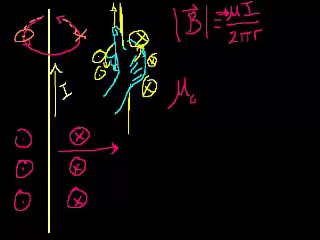 |B⃗| = μI / 2πr
I
μ₀